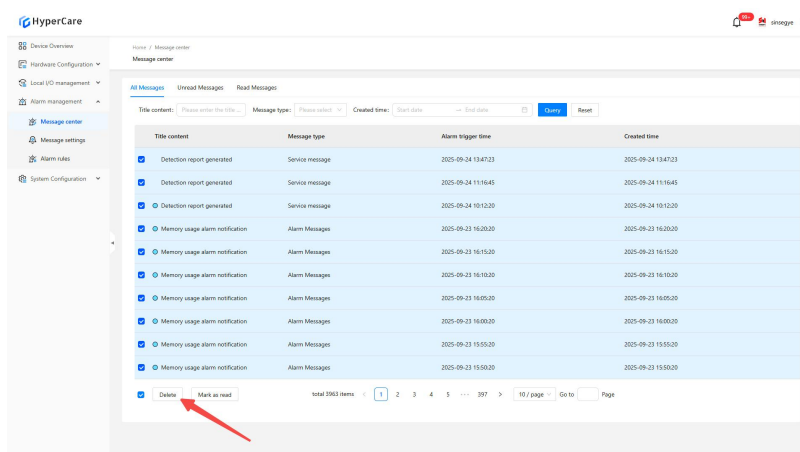 HyperCare
99+
sinsegye
Device Overview
Hardware Configuration
Local I/O management
Alarm management
Message center
Message settings
Alarm rules
System Configuration
Home / Message center
Message center
All Messages Unread Messages Read Messages
Title content: Please enter the title ... Message type: Please select Created time: Start date → End date Query Reset
Title content Message type Alarm trigger time Created time
Detection report generated Service message 2025-09-24 13:47:23 2025-09-24 13:47:23
Detection report generated Service message 2025-09-24 11:16:45 2025-09-24 11:16:45
Detection report generated Service message 2025-09-24 10:12:20 2025-09-24 10:12:20
Memory usage alarm notification Alarm Messages 2025-09-23 16:20:20 2025-09-23 16:20:20
Memory usage alarm notification Alarm Messages 2025-09-23 16:15:20 2025-09-23 16:15:20
Memory usage alarm notification Alarm Messages 2025-09-23 16:10:20 2025-09-23 16:10:20
Memory usage alarm notification Alarm Messages 2025-09-23 16:05:20 2025-09-23 16:05:20
Memory usage alarm notification Alarm Messages 2025-09-23 16:00:20 2025-09-23 16:00:20
Memory usage alarm notification Alarm Messages 2025-09-23 15:55:20 2025-09-23 15:55:20
Memory usage alarm notification Alarm Messages 2025-09-23 15:50:20 2025-09-23 15:50:20
Delete Mark as read total 3963 items < 1 2 3 4 5 ••• 397 > 10 / page Go to Page